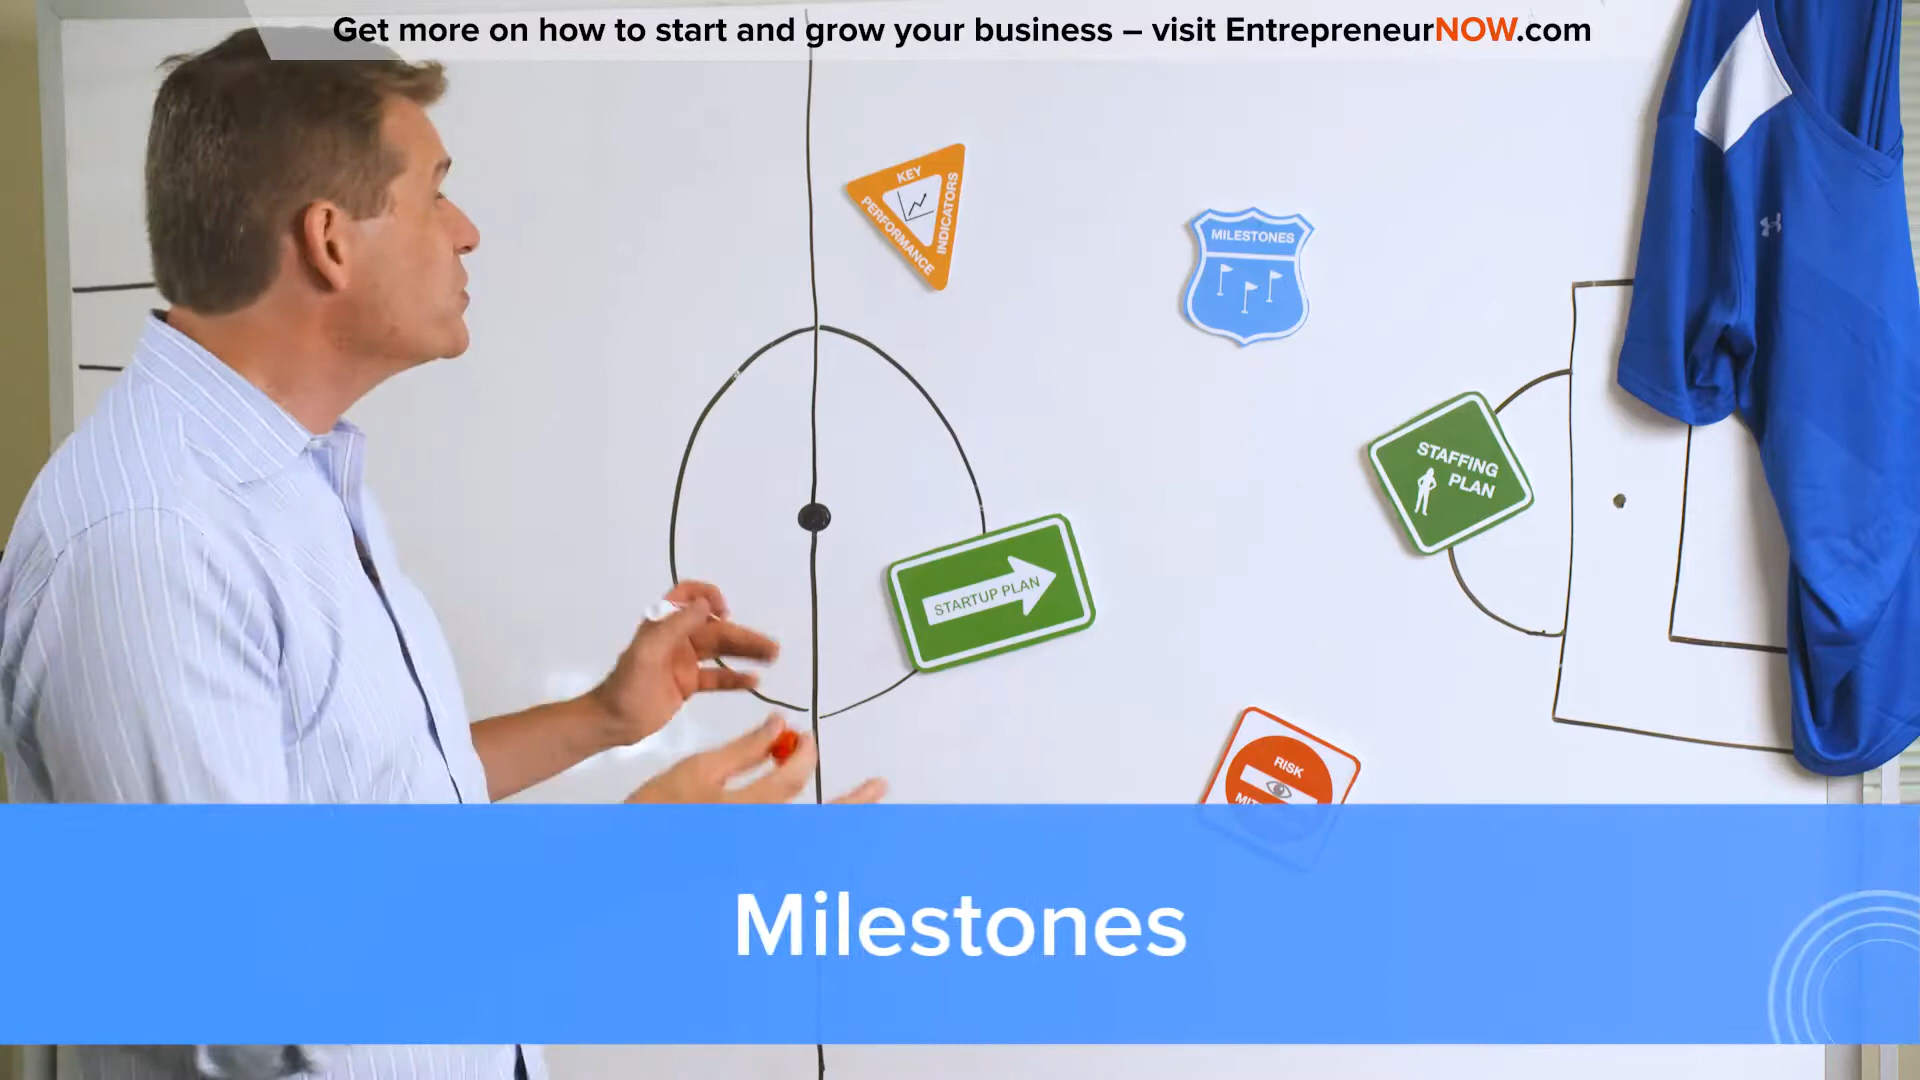 Get more on how to start and grow your business – visit EntrepreneurNOW.com
KEY
PERFORMANCE
INDICATORS
MILESTONES
STAFFING
PLAN
STARTUP PLAN
RISK
Milestones